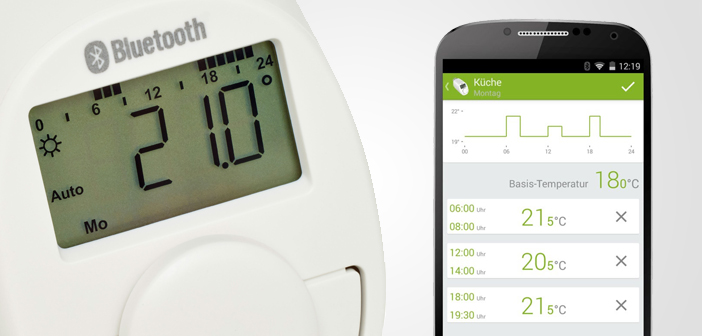 Bluetooth
0 6 12 18 24
21.0°
Auto
Mo
12:19
Küche
Montag
22°
19°
00 06 12 18 24
Basis-Temperatur 18 0°C
06:00 Uhr
08:00 Uhr
21 5°C
12:00 Uhr
14:00 Uhr
20 5°C
18:00 Uhr
19:30 Uhr
21 5°C